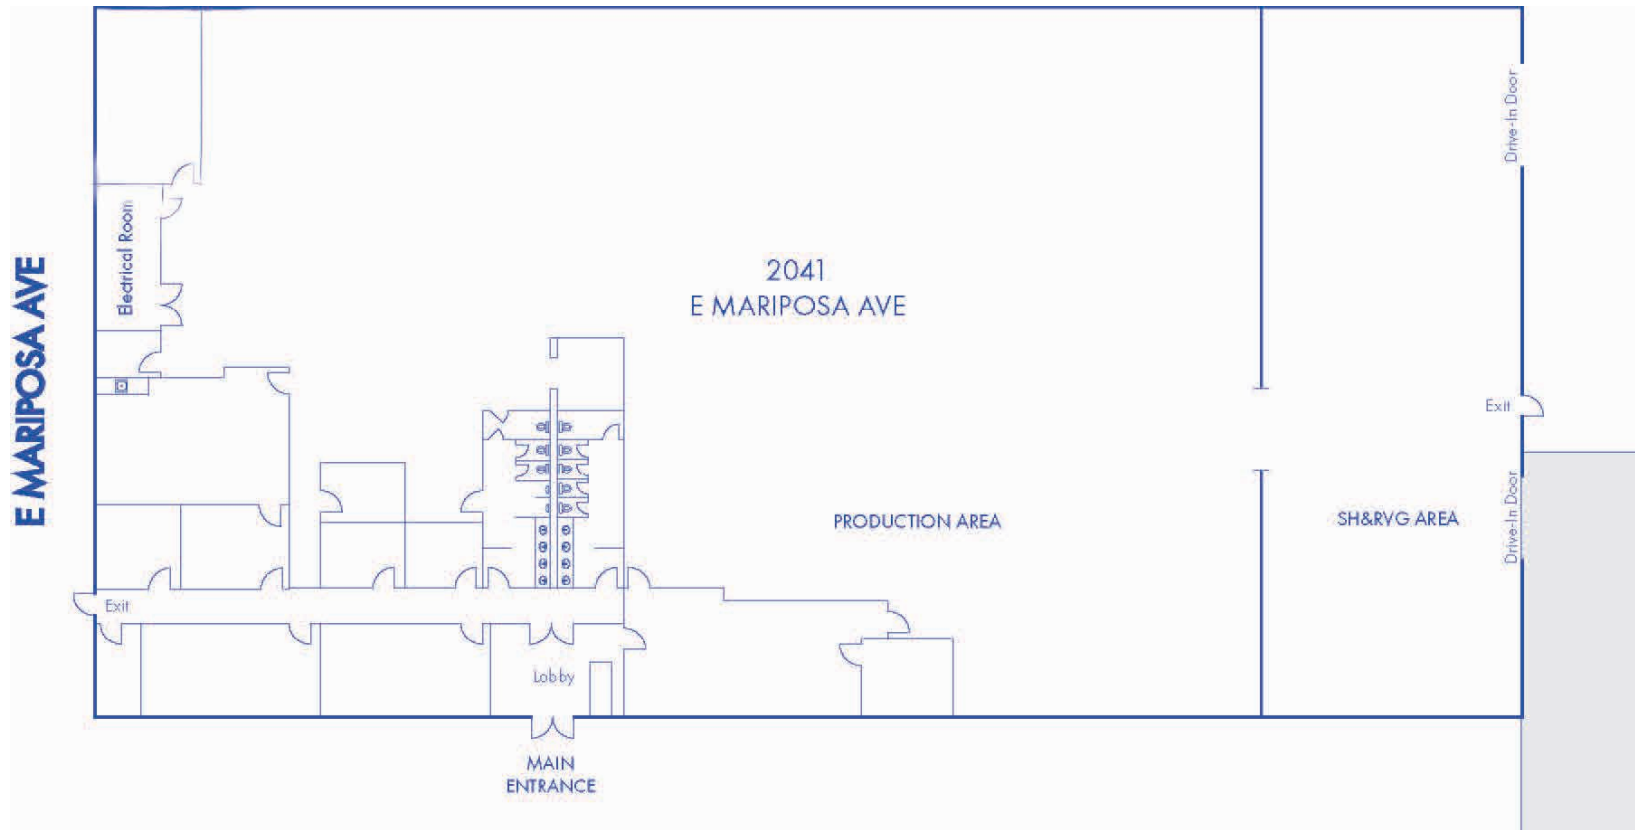 E MARIPOSA AVE
Electrical Room
2041
E MARIPOSA AVE
Drive-In Door
Exit
PRODUCTION AREA
SH&RVG AREA
Drive-In Door
Exit
Lobby
MAIN
ENTRANCE